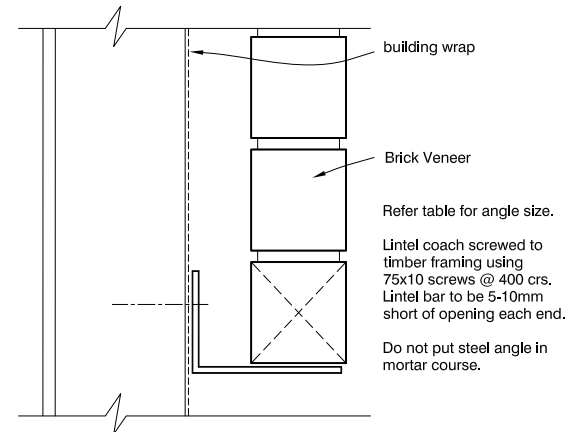 building wrap
Brick Veneer
Refer table for angle size.
Lintel coach screwed to
timber framing using
75x10 screws @ 400 crs.
Lintel bar to be 5-10mm
short of opening each end.
Do not put steel angle in
mortar course.